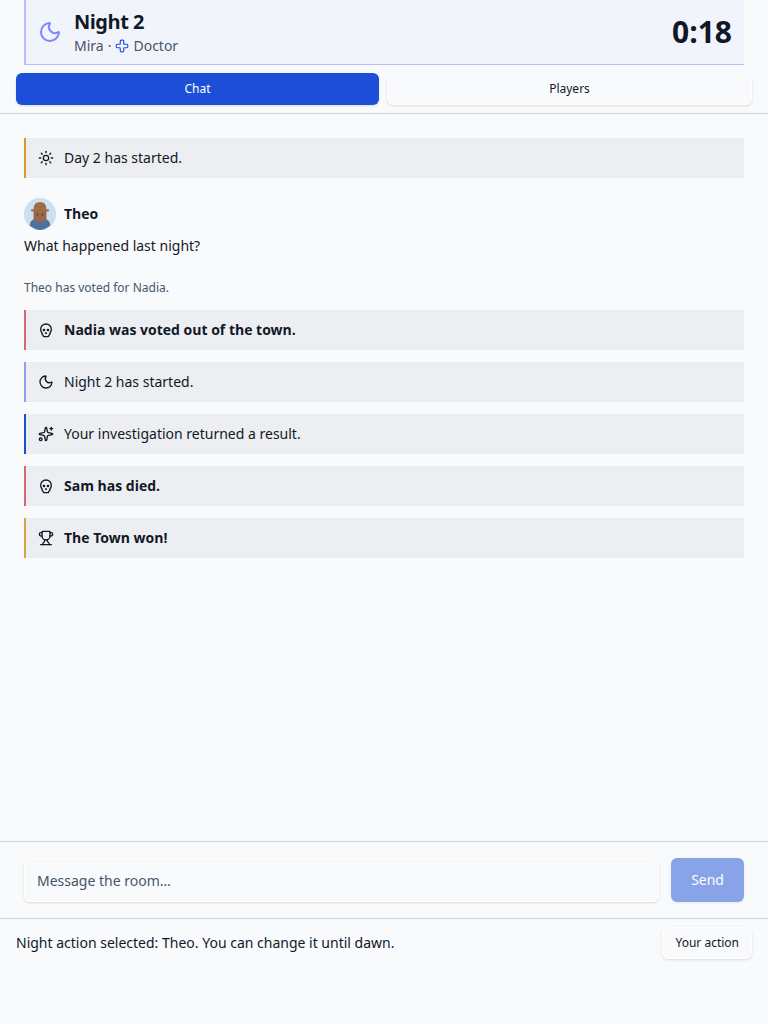 Night 2
Mira · Doctor
0:18
Chat
Players
Day 2 has started.
Theo
What happened last night?
Theo has voted for Nadia.
Nadia was voted out of the town.
Night 2 has started.
Your investigation returned a result.
Sam has died.
The Town won!
Message the room...
Send
Night action selected: Theo. You can change it until dawn.
Your action